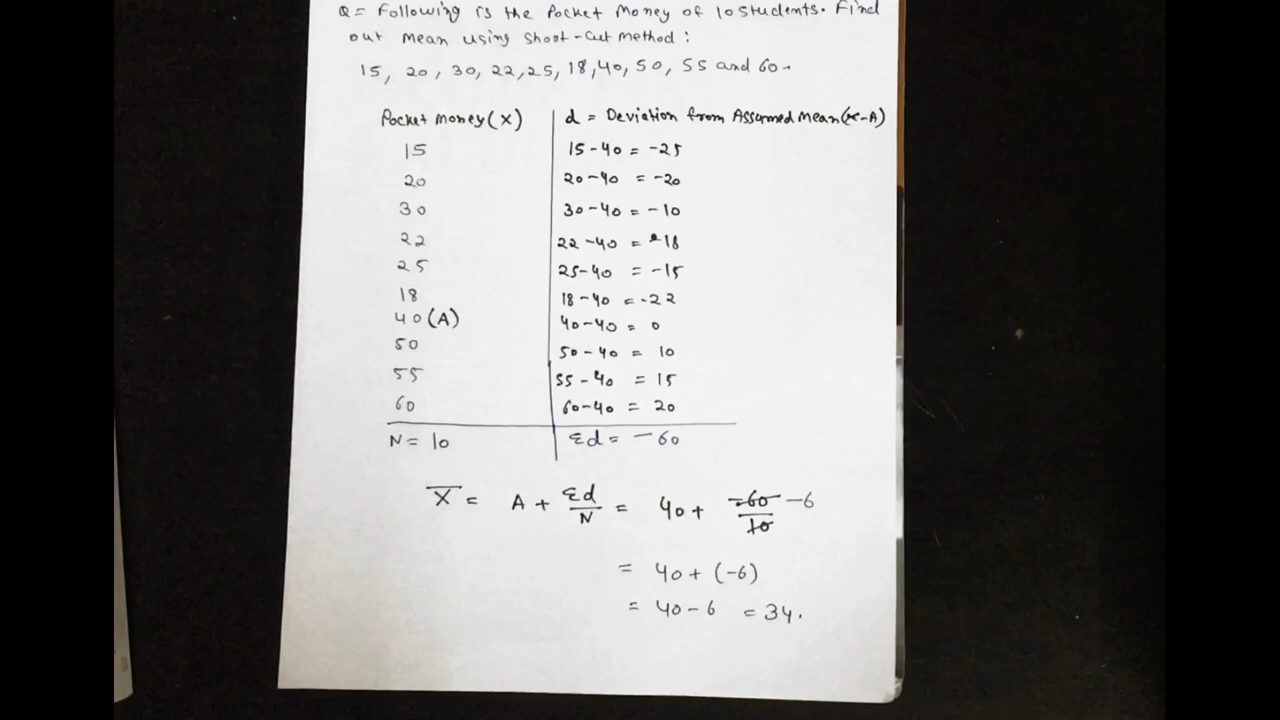 Q = Following is the Pocket Money of 10 Students. Find
out Mean using Shoot-Cut Method :
15, 20, 30, 22, 25, 18, 40, 50, 55 and 60.
Pocket Money (X) d = Deviation from Assumed Mean (x-A)
15 15-40 = -25
20 20-40 = -20
30 30-40 = -10
22 22-40 = -18
25 25-40 = -15
18 18-40 = -22
40 (A) 40-40 = 0
50 50-40 = 10
55 55-40 = 15
60 60-40 = 20
N = 10 Σd = -60
X̅ = A + Σd/N = 40 + -60/10 -6
= 40 + (-6)
= 40 - 6 = 34.